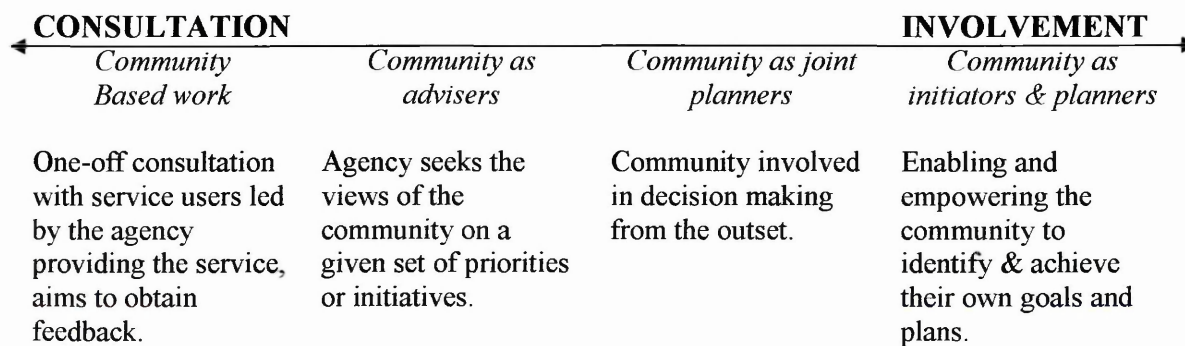 CONSULTATION
INVOLVEMENT
Community
Based work
Community as
advisers
Community as joint
planners
Community as
initiators & planners
One-off consultation
with service users led
by the agency
providing the service,
aims to obtain
feedback.
Agency seeks the
views of the
community on a
given set of priorities
or initiatives.
Community involved
in decision making
from the outset.
Enabling and
empowering the
community to
identify & achieve
their own goals and
plans.